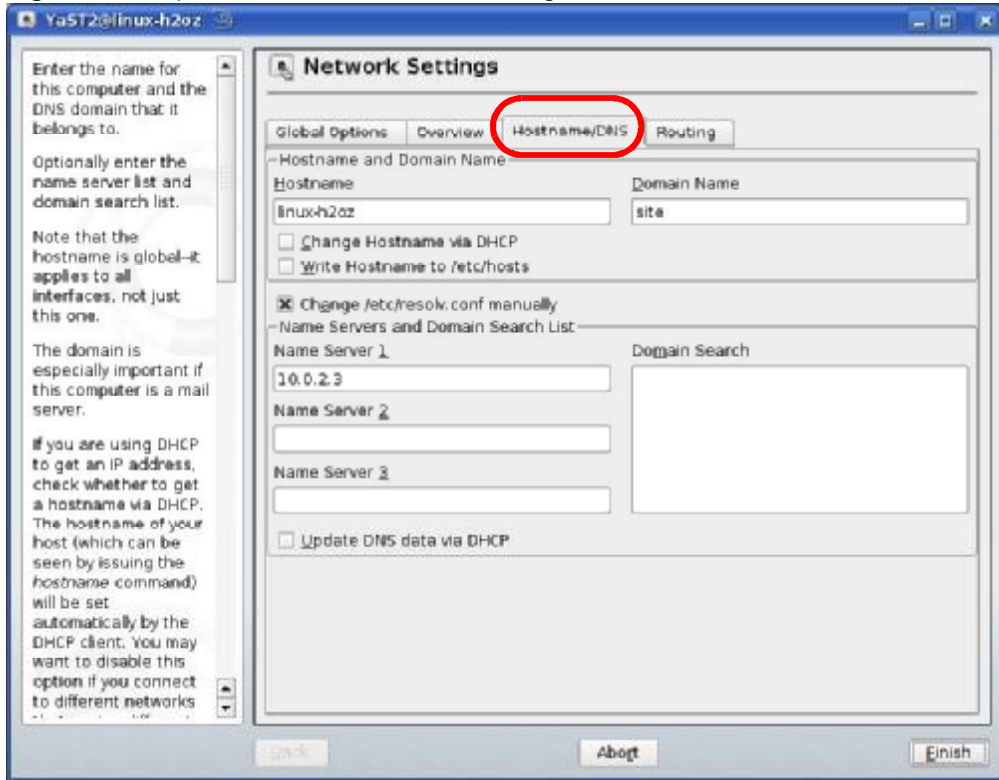 YaST2@linux-h2oz
Enter the name for
this computer and the
DNS domain that it
belongs to.
Optionally enter the
name server list and
domain search list.
Note that the
hostname is global--it
applies to all
interfaces, not just
this one.
The domain is
especially important if
this computer is a mail
server.
If you are using DHCP
to get an IP address,
check whether to get
a hostname via DHCP.
The hostname of your
host (which can be
seen by issuing the
hostname command)
will be set
automatically by the
DHCP client. You may
want to disable this
option if you connect
to different networks
Network Settings
Global Options Overview Hostname/DNS Routing
Hostname and Domain Name
Hostname Domain Name
linux-h2oz site
Change Hostname via DHCP
Write Hostname to /etc/hosts
Change /etc/resolv.conf manually
Name Servers and Domain Search List
Name Server 1 Domain Search
10.0.2.3
Name Server 2
Name Server 3
Update DNS data via DHCP
Back Abort Finish